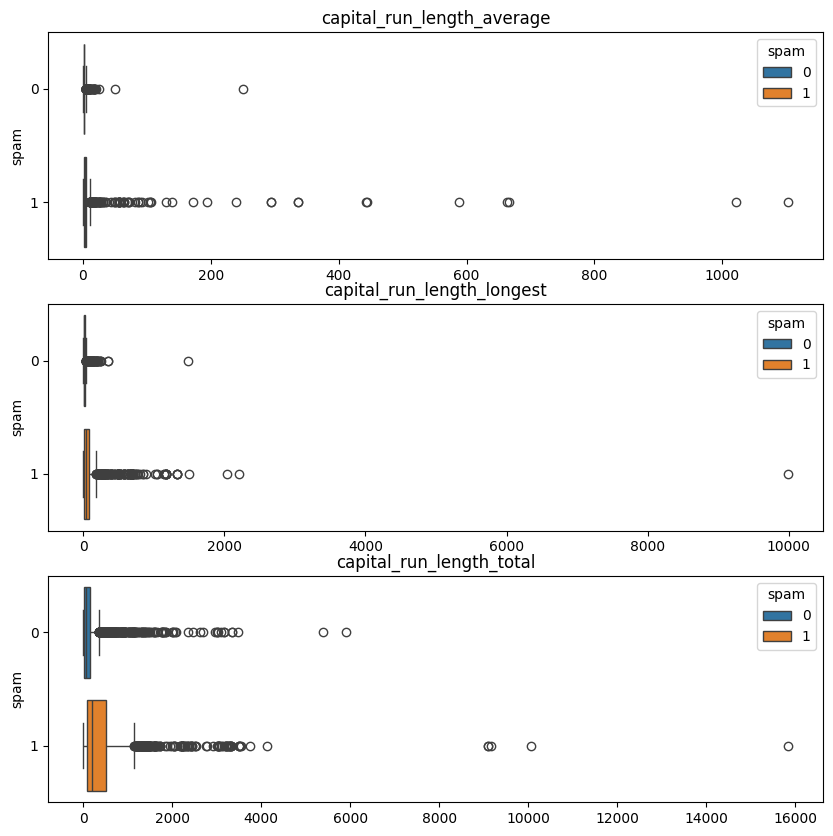 capital_run_length_average
spam
0
1
spam
0
1
0 200 400 600 800 1000
capital_run_length_longest
spam
0
1
spam
0
1
0 2000 4000 6000 8000 10000
capital_run_length_total
spam
0
1
spam
0
1
0 2000 4000 6000 8000 10000 12000 14000 16000